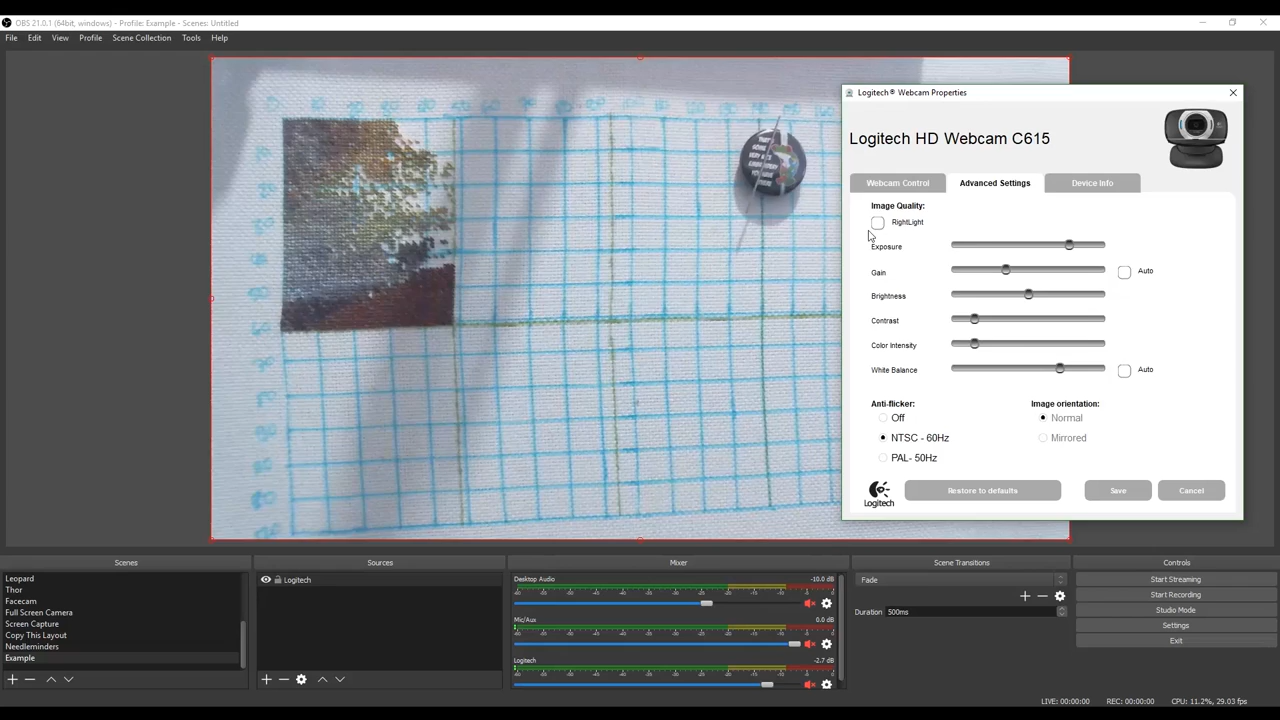 OBS 21.0.1 (64bit, windows) - Profile: Example - Scenes: Untitled
File Edit View Profile Scene Collection Tools Help
Logitech® Webcam Properties
Logitech HD Webcam C615
Webcam Control Advanced Settings Device Info
Image Quality:
RightLight
Exposure
Gain Auto
Brightness
Contrast
Color Intensity
White Balance Auto
Anti-flicker: Image orientation:
Off Normal
NTSC - 60Hz Mirrored
PAL- 50Hz
Logitech Restore to defaults Save Cancel
Scenes Sources Mixer Scene Transitions Controls
Leopard
Thor
Facecam
Full Screen Camera
Screen Capture
Copy This Layout
Needleminders
Example
Logitech
Desktop Audio -10.0 dB
Mic/Aux 0.0 dB
Logitech -2.7 dB
Fade
Duration 500ms
Start Streaming
Start Recording
Studio Mode
Settings
Exit
LIVE: 00:00:00 REC: 00:00:00 CPU: 11.2%, 29.03 fps